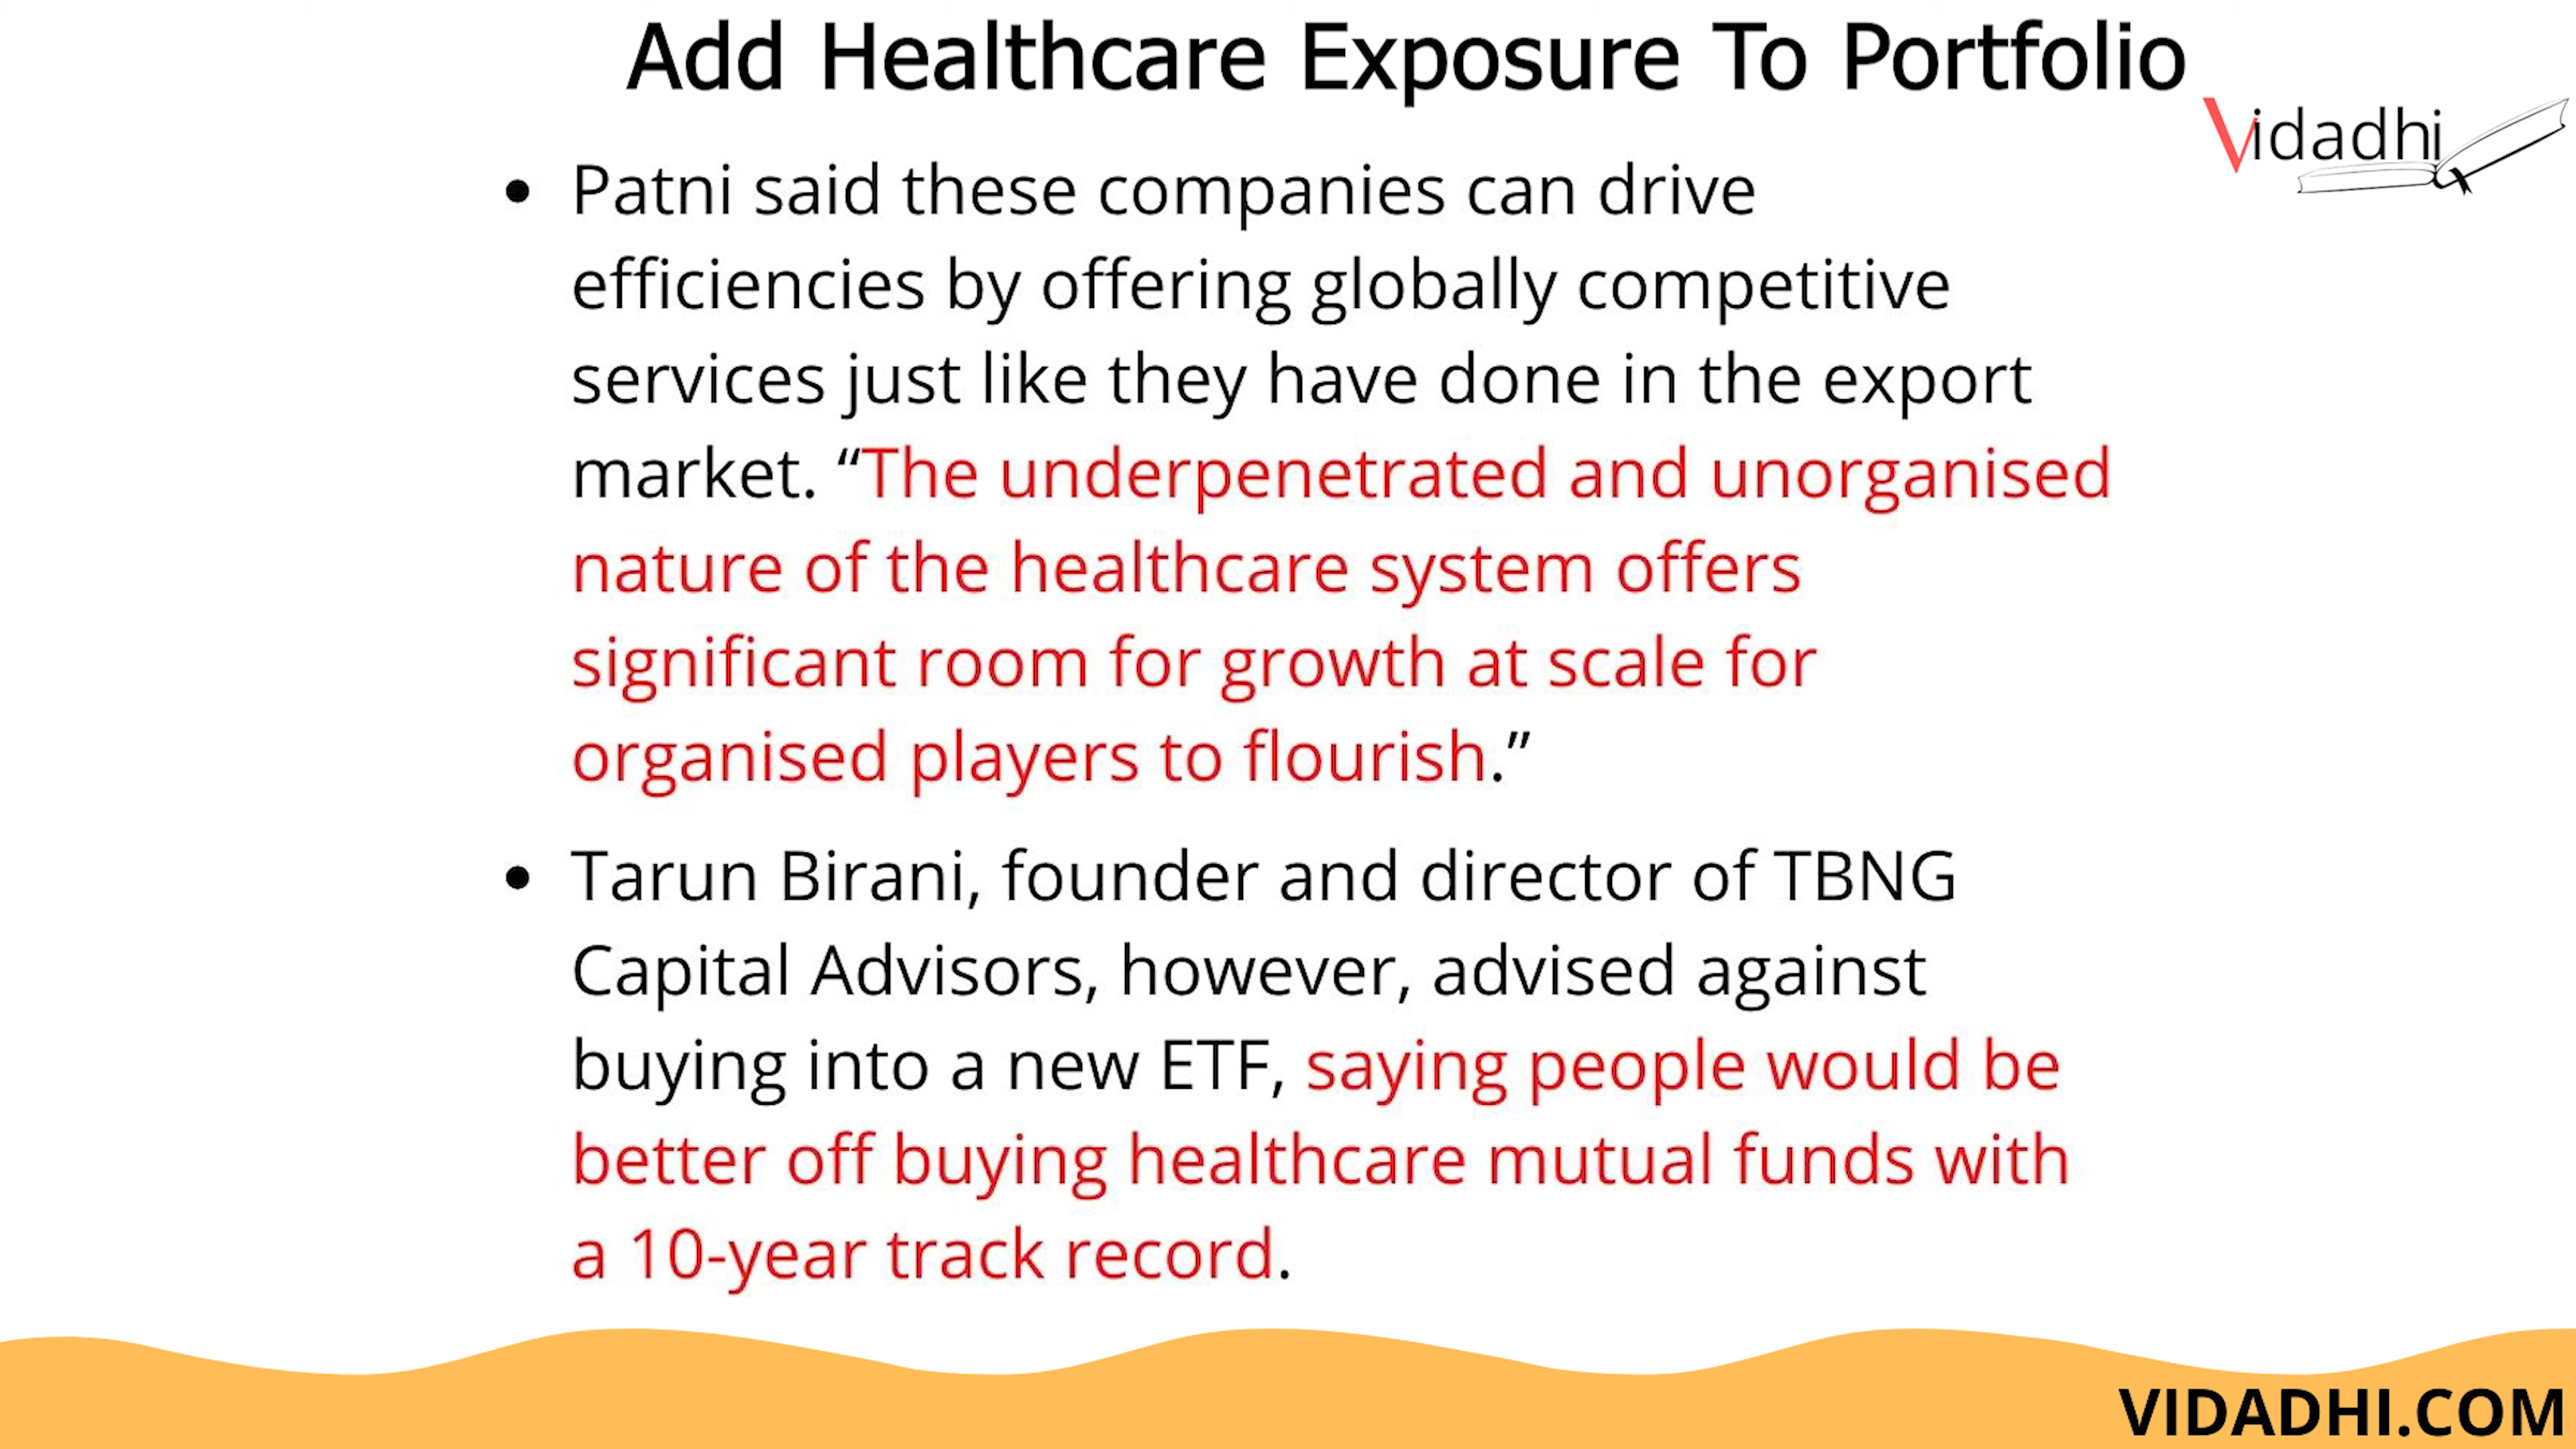 Add Healthcare Exposure To Portfolio
Vidadhi
• Patni said these companies can drive
efficiencies by offering globally competitive
services just like they have done in the export
market. “The underpenetrated and unorganised
nature of the healthcare system offers
significant room for growth at scale for
organised players to flourish.”
• Tarun Birani, founder and director of TBNG
Capital Advisors, however, advised against
buying into a new ETF, saying people would be
better off buying healthcare mutual funds with
a 10-year track record.
VIDADHI.COM